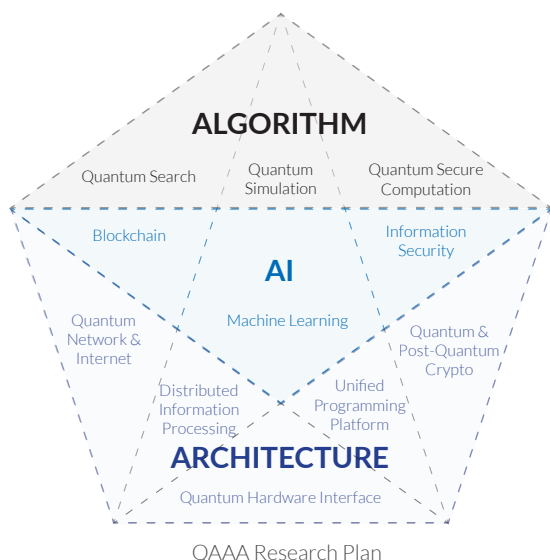 ALGORITHM
Quantum Search
Quantum
Simulation
Quantum Secure
Computation
Blockchain
Information
Security
AI
Machine Learning
Quantum
Network &
Internet
Quantum &
Post-Quantum
Crypto
Distributed
Information
Processing
Unified
Programming
Platform
ARCHITECTURE
Quantum Hardware Interface
QAAA Research Plan